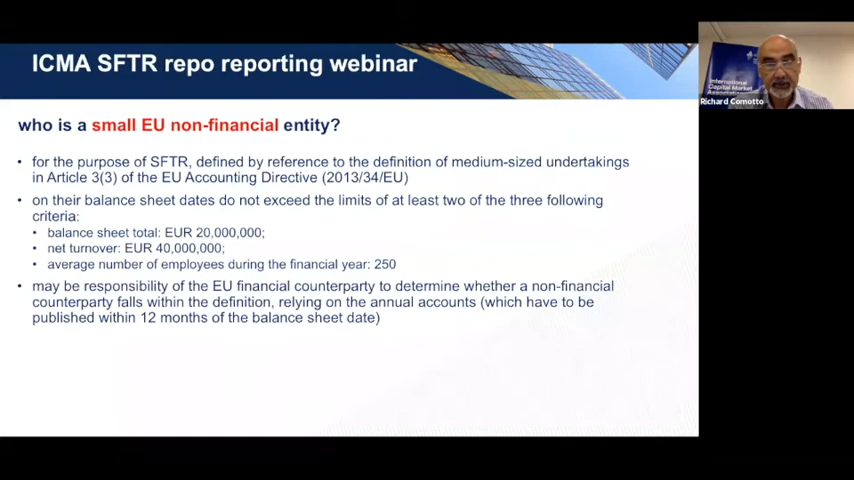 ICMA SFTR repo reporting webinar
International
Capital Market
Association
Richard Comotto
who is a small EU non-financial entity?
• for the purpose of SFTR, defined by reference to the definition of medium-sized undertakings
in Article 3(3) of the EU Accounting Directive (2013/34/EU)
• on their balance sheet dates do not exceed the limits of at least two of the three following
criteria:
• balance sheet total: EUR 20,000,000;
• net turnover: EUR 40,000,000;
• average number of employees during the financial year: 250
• may be responsibility of the EU financial counterparty to determine whether a non-financial
counterparty falls within the definition, relying on the annual accounts (which have to be
published within 12 months of the balance sheet date)